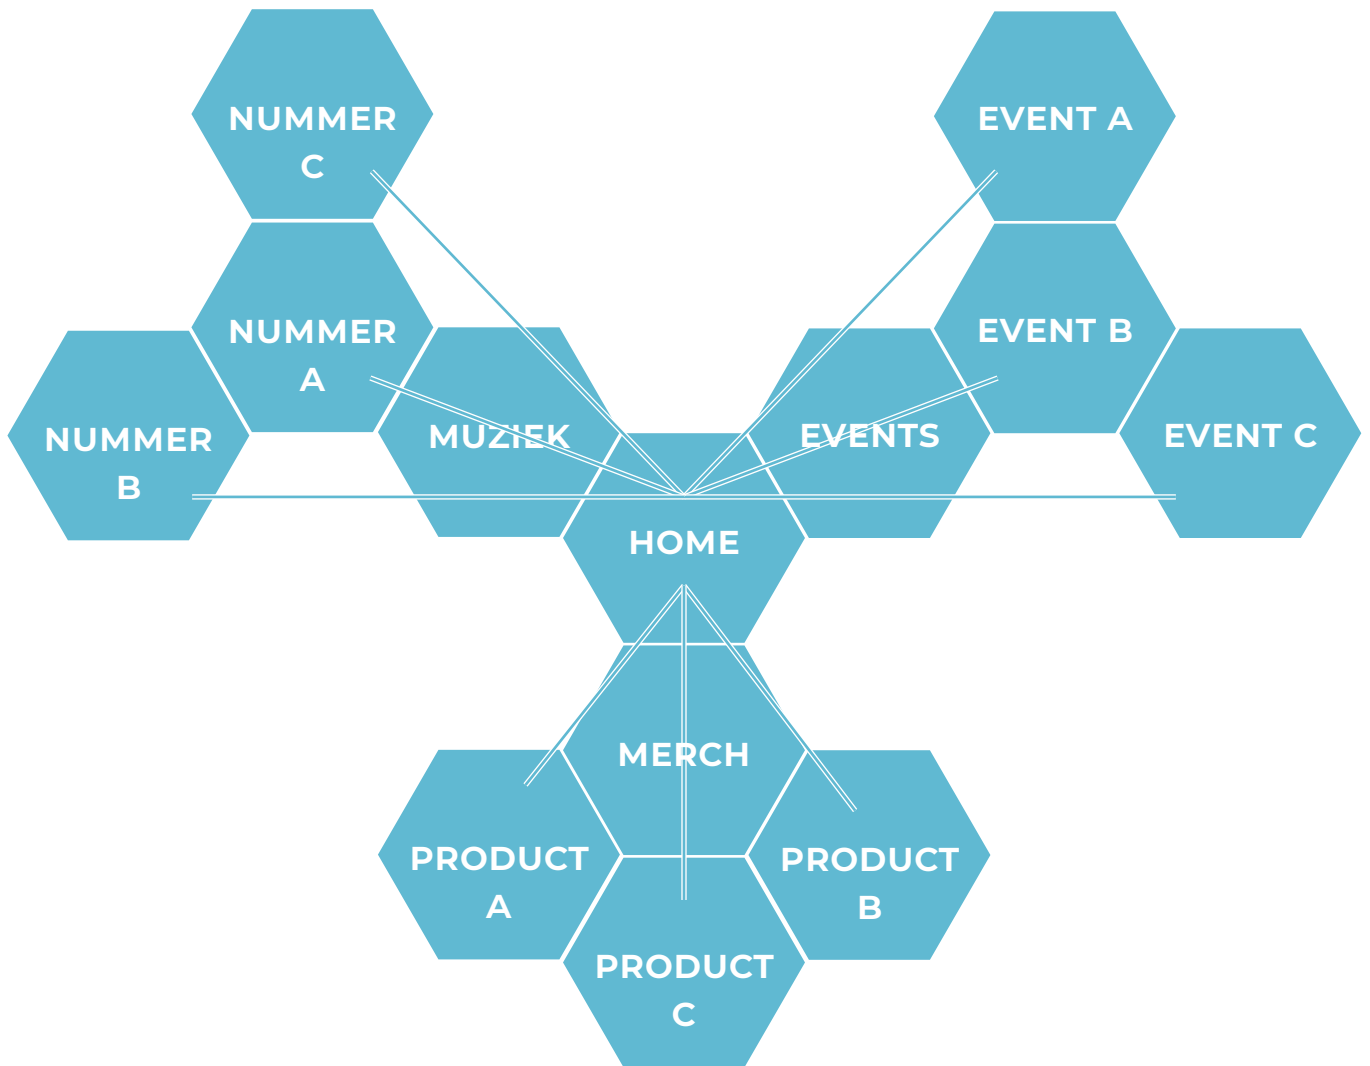 NUMMER
C
EVENT A
NUMMER
A
EVENT B
NUMMER
B
MUZIEK
EVENTS
EVENT C
HOME
MERCH
PRODUCT
A
PRODUCT
B
PRODUCT
C